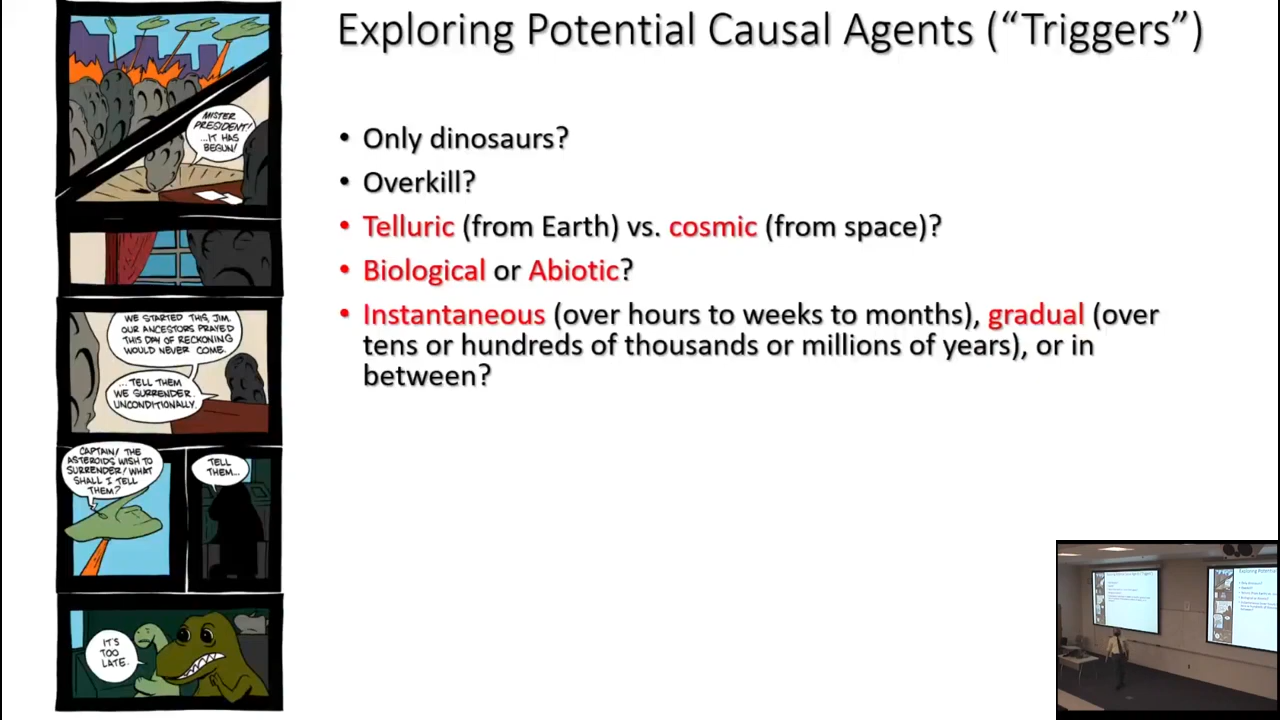 Exploring Potential Causal Agents (“Triggers”)
• Only dinosaurs?
• Overkill?
• Telluric (from Earth) vs. cosmic (from space)?
• Biological or Abiotic?
• Instantaneous (over hours to weeks to months), gradual (over
tens or hundreds of thousands or millions of years), or in
between?
MISTER
PRESIDENT!
...IT HAS
BEGUN!
WE STARTED THIS, JIM.
OUR ANCESTORS PRAYED
THIS DAY OF RECKONING
WOULD NEVER COME.
...TELL THEM
WE SURRENDER.
UNCONDITIONALLY.
CAPTAIN! THE
ASTEROIDS WISH TO
SURRENDER! WHAT
SHALL I TELL
THEM?
TELL
THEM...
IT'S
TOO
LATE.
Exploring Potential